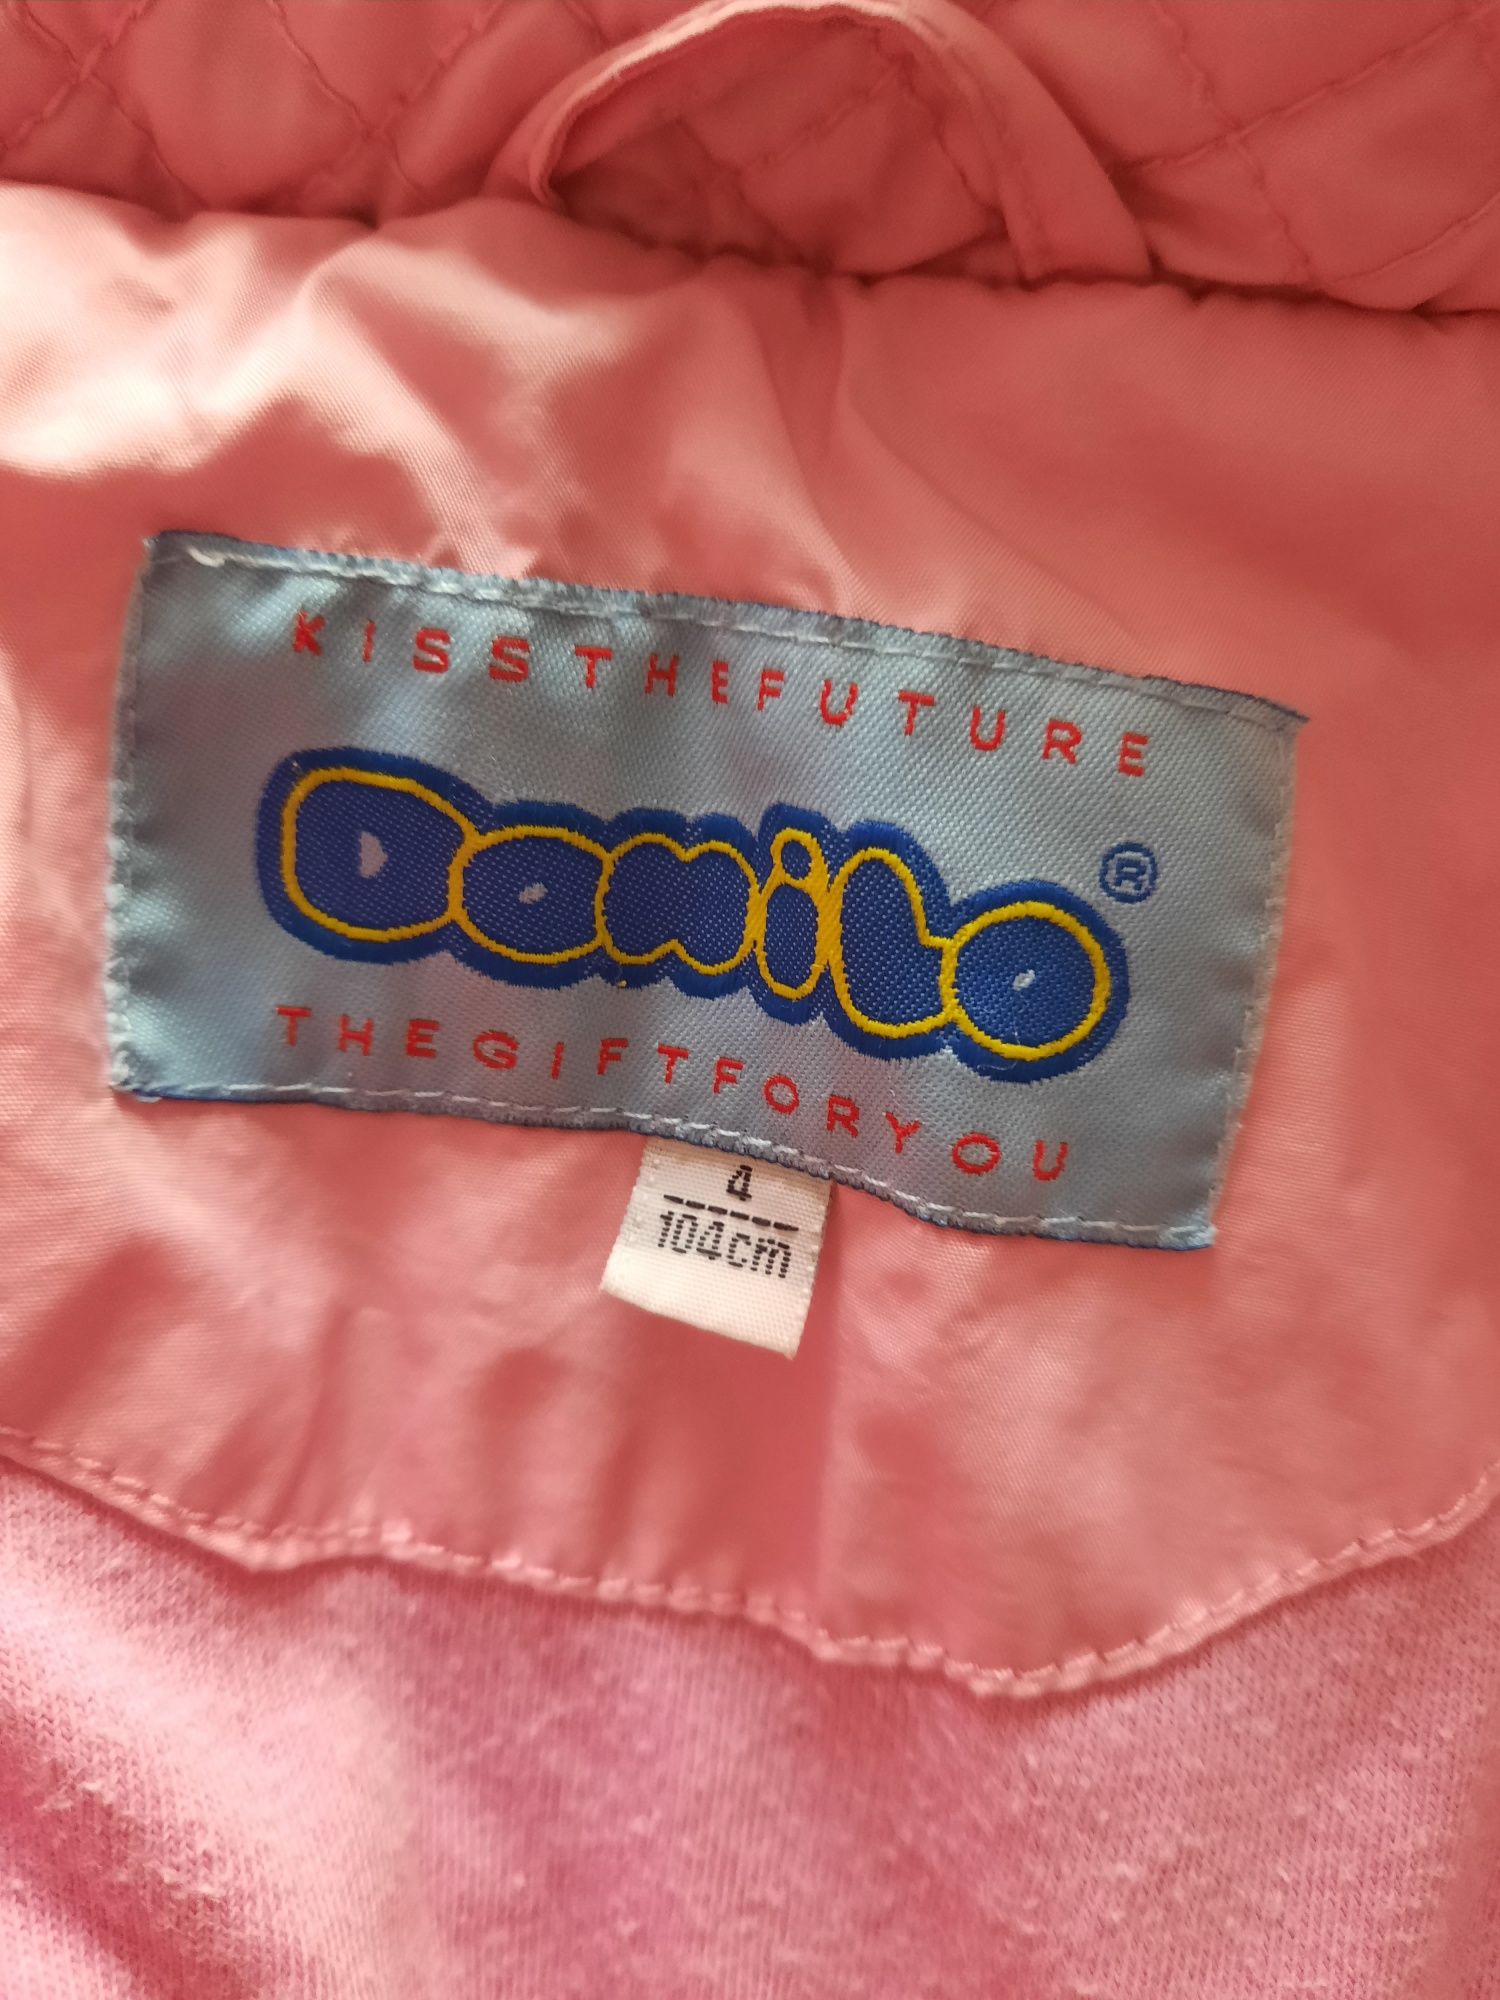 KISSTHEFUTURE
Danilo®
THEGIFTFORYOU
4
104cm